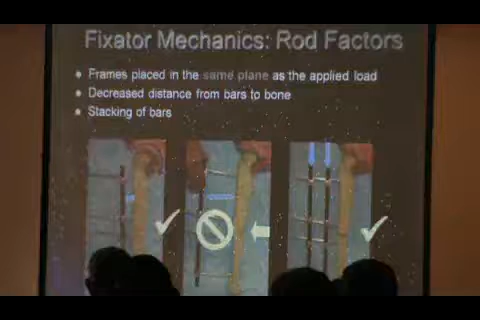 Fixator Mechanics: Rod Factors
Frames placed in the same plane as the applied load
Decreased distance from bars to bone
Stacking of bars